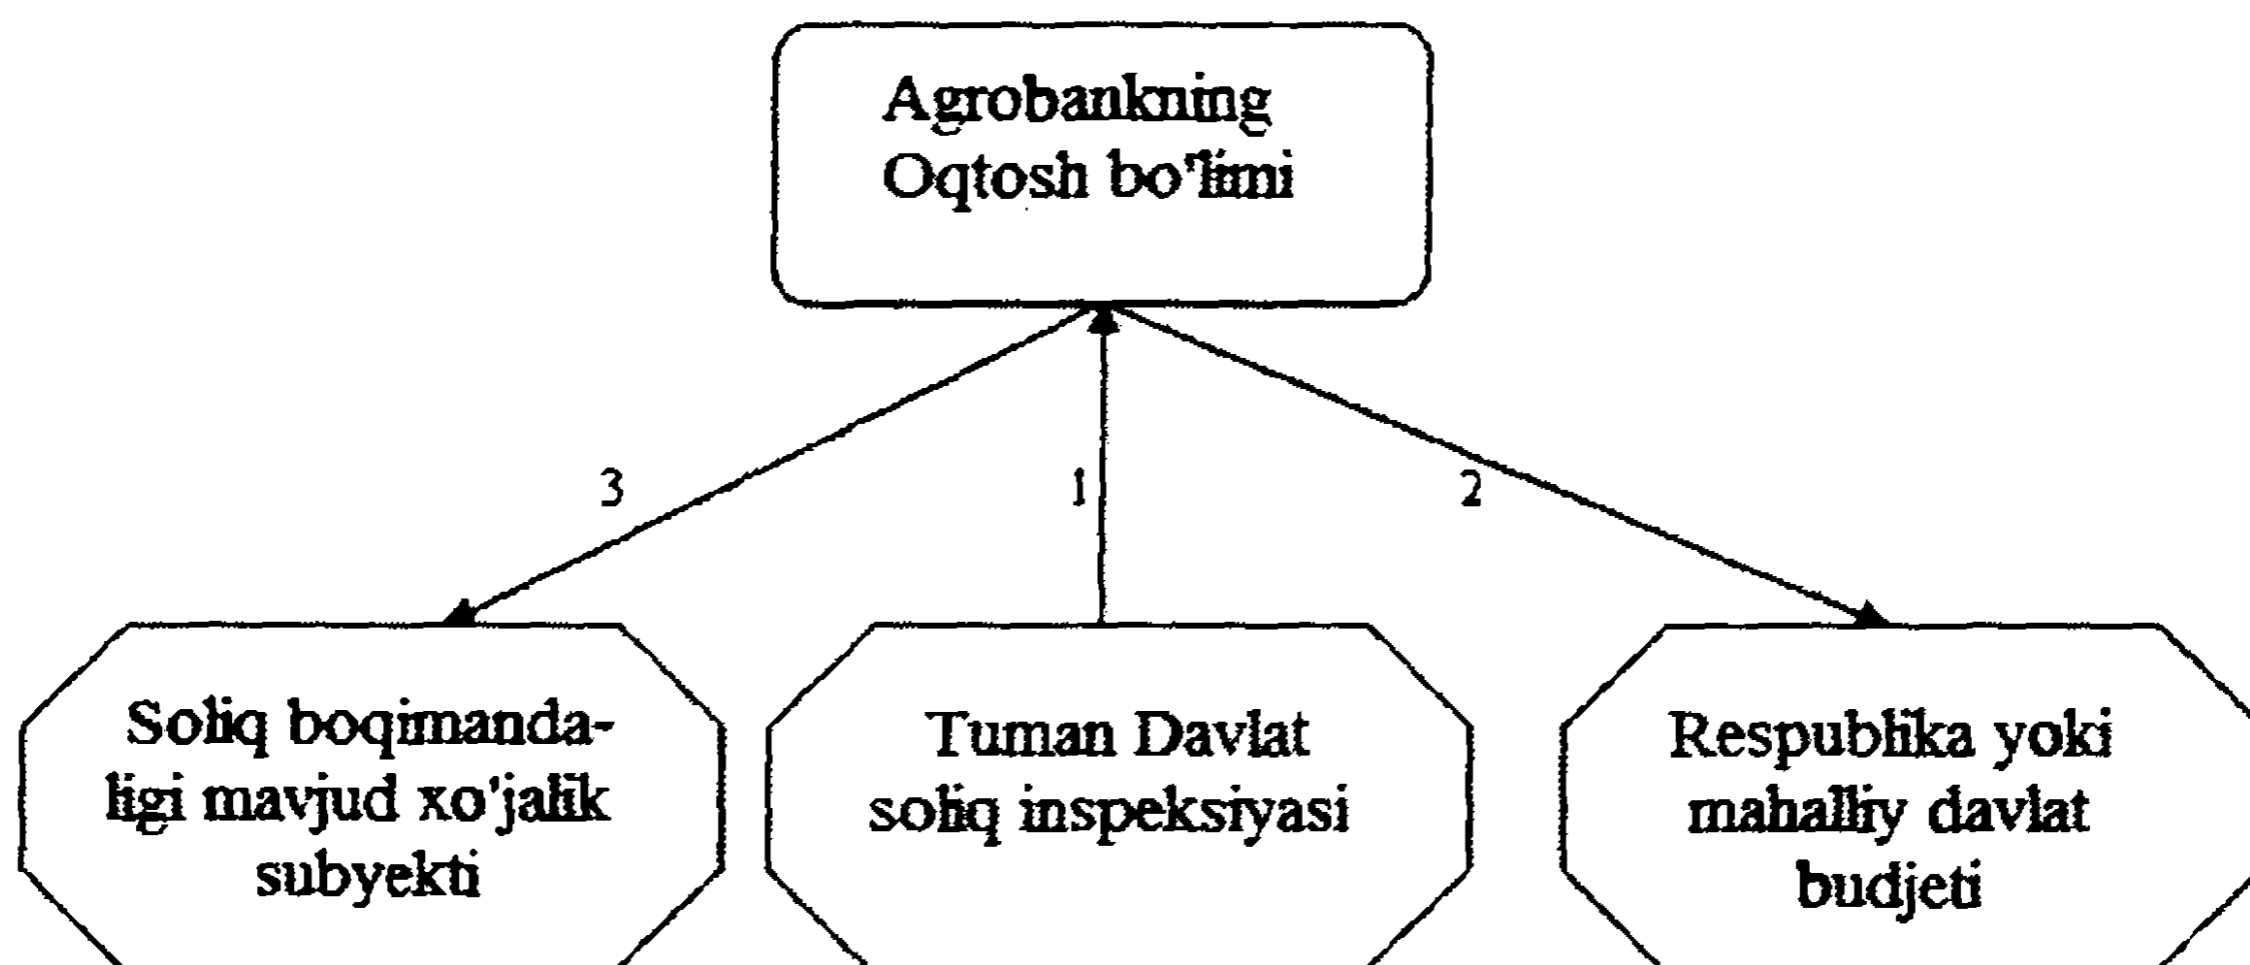 Agrobankning
Oqtosh bo'limi
3
1
2
Soliq boqimanda-
ligi mavjud xo'jalik
subyekti
Tuman Davlat
soliq inspeksiyasi
Respublika yoki
mahalliy davlat
budjeti